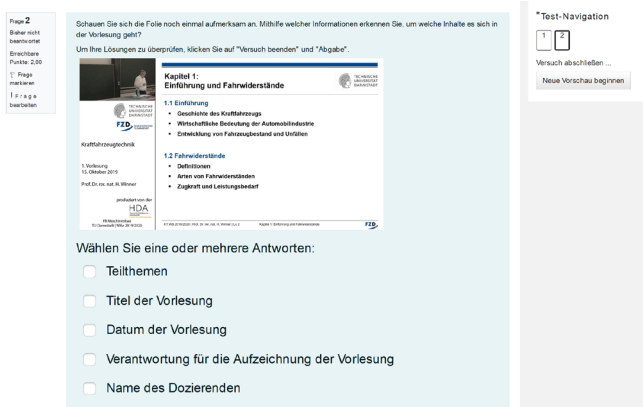 Frage 2
Bisher nicht
beantwortet
Erreichbare
Punkte: 2,00
Frage
markieren
Frage
bearbeiten
Schauen Sie sich die Folie noch einmal aufmerksam an. Mithilfe welcher Informationen erkennen Sie, um welche Inhalte es sich in
der Vorlesung geht?
Um Ihre Lösungen zu überprüfen, klicken Sie auf "Versuch beenden" und "Abgabe".
TECHNISCHE
UNIVERSITÄT
DARMSTADT
FZD
Kraftfahrzeugtechnik
1. Vorlesung
15. Oktober 2019
Prof. Dr. rer. nat. H. Winner
produziert von der
HDA
Kapitel 1:
Einführung und Fahrwiderstände
TECHNISCHE
UNIVERSITÄT
DARMSTADT
1.1 Einführung
• Geschichte des Kraftfahrzeugs
• Wirtschaftliche Bedeutung der Automobilindustrie
• Entwicklung von Fahrzeugbestand und Unfällen
1.2 Fahrwiderstände
• Definitionen
• Arten von Fahrwiderständen
• Zugkraft und Leistungsbedarf
FZD
Wählen Sie eine oder mehrere Antworten:
Teilthemen
Titel der Vorlesung
Datum der Vorlesung
Verantwortung für die Aufzeichnung der Vorlesung
Name des Dozierenden
Test-Navigation
1 2
Versuch abschließen ...
Neue Vorschau beginnen